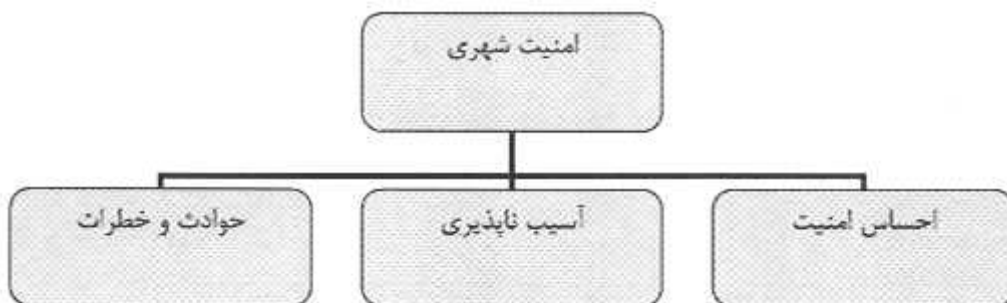 امنیت شهری
احساس امنیت
آسیب ناپذیری
حوادث و خطرات